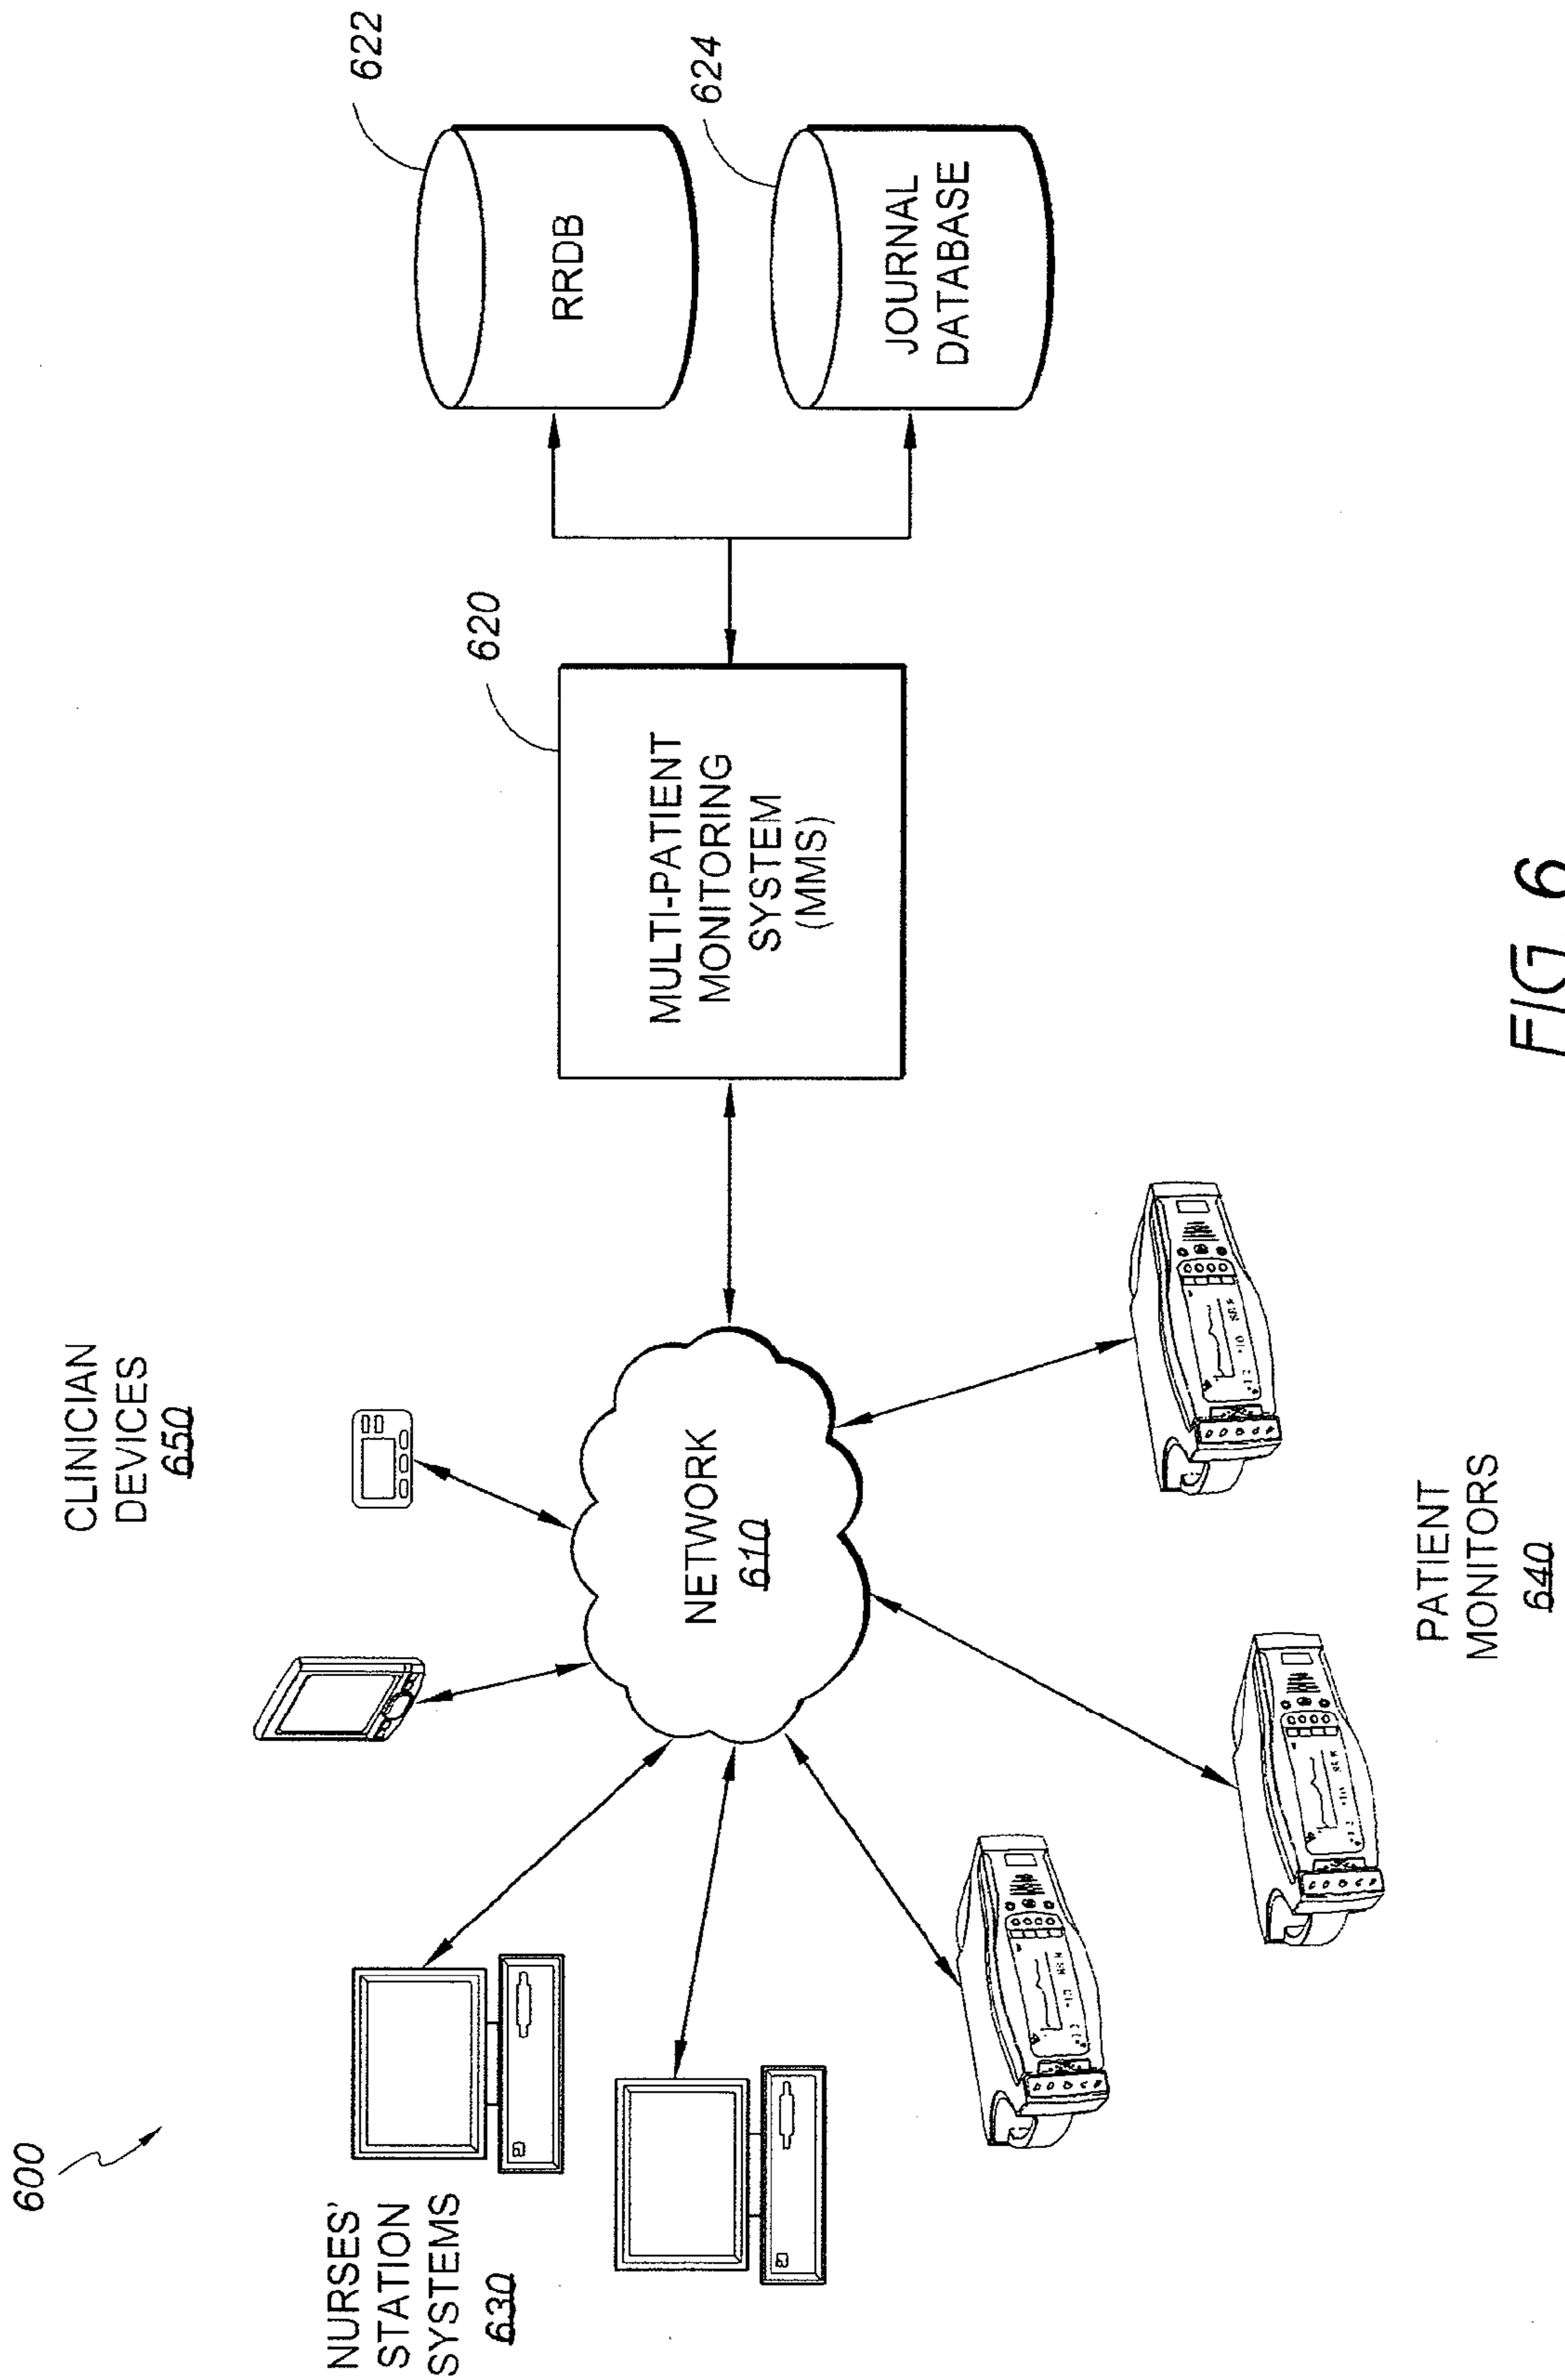 600
CLINICIAN
DEVICES
650
NURSES'
STATION
SYSTEMS
630
NETWORK
610
620
MULTI-PATIENT
MONITORING
SYSTEM
(MMS)
622
RRDB
624
JOURNAL
DATABASE
PATIENT
MONITORS
640
FIG. 6